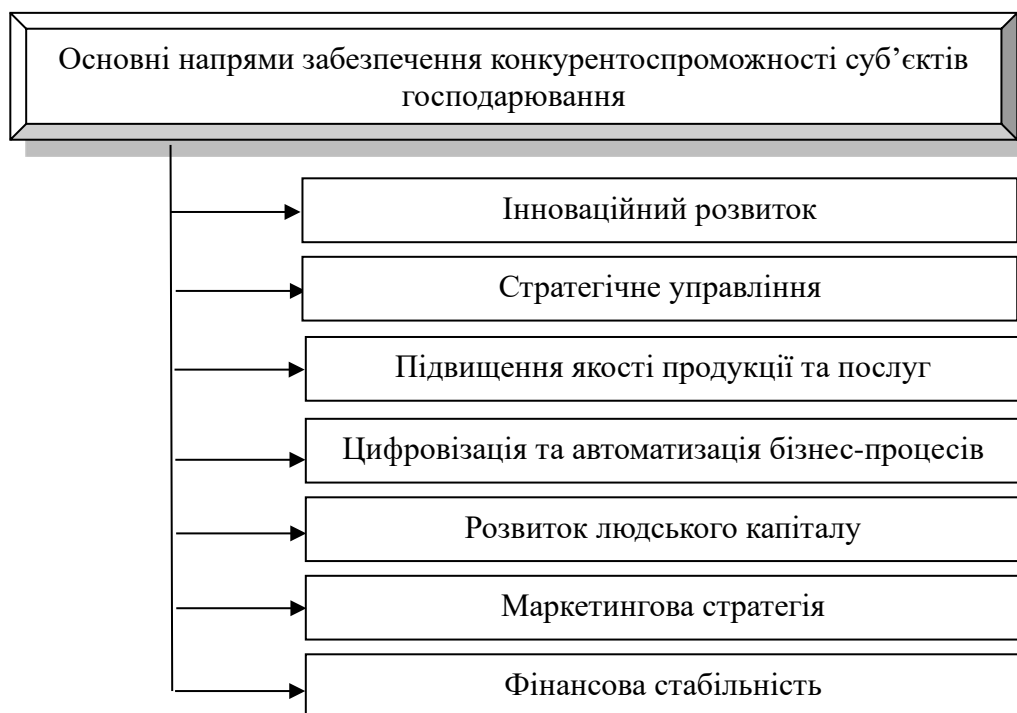 Основні напрями забезпечення конкурентоспроможності суб’єктів
господарювання
Інноваційний розвиток
Стратегічне управління
Підвищення якості продукції та послуг
Цифровізація та автоматизація бізнес-процесів
Розвиток людського капіталу
Маркетингова стратегія
Фінансова стабільність